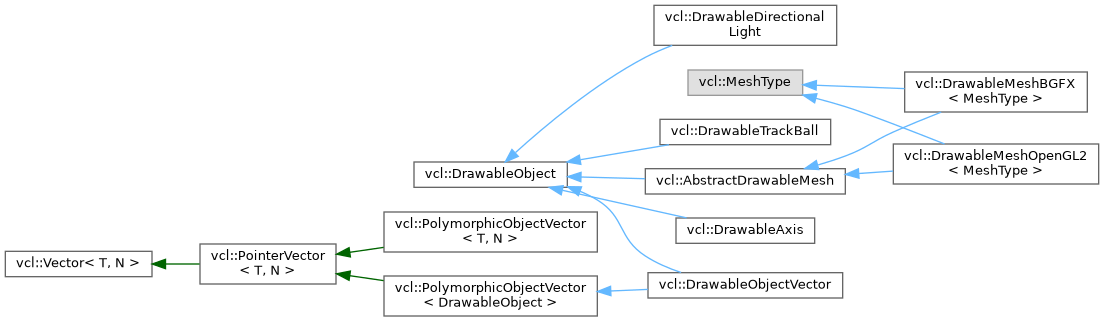 vcl::DrawableDirectional
Light
vcl::MeshType
vcl::DrawableMeshBGFX
< MeshType >
vcl::DrawableTrackBall
vcl::DrawableMeshOpenGL2
< MeshType >
vcl::DrawableObject
vcl::AbstractDrawableMesh
vcl::PolymorphicObjectVector
< T, N >
vcl::DrawableAxis
vcl::Vector< T, N >
vcl::PointerVector
< T, N >
vcl::PolymorphicObjectVector
< DrawableObject >
vcl::DrawableObjectVector